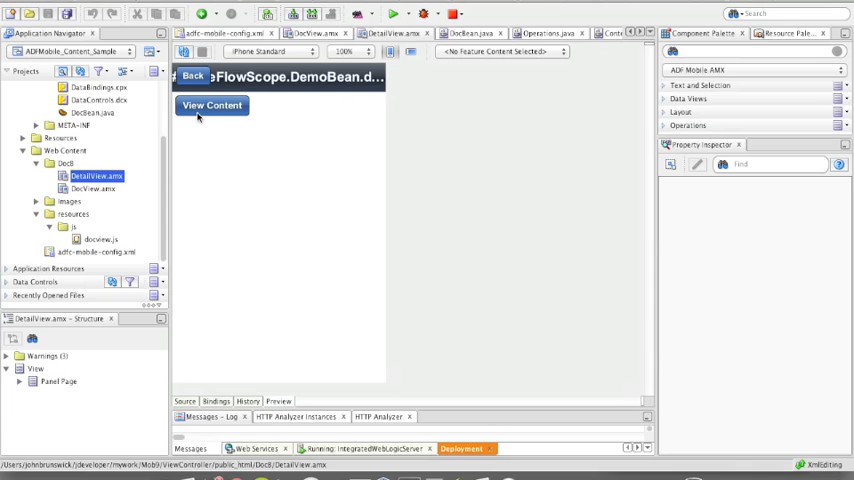 Search
Application Navigator
ADFMobile_Content_Sample
Projects
DataBindings.cpx
DataControls.dcx
DocBean.java
META-INF
Resources
Web Content
Doc8
DetailView.amx
DocView.amx
Images
resources
js
docview.js
adfc-mobile-config.xml
Application Resources
Data Controls
Recently Opened Files
DetailView.amx - Structure
Warnings (3)
View
Panel Page
adfc-mobile-config.xml
DocView.amx
DetailView.amx
DocBean.java
Operations.java
Cont
iPhone Standard
100%
<No Feature Content Selected>
Back
eFlowScope.DemoBean.d...
View Content
Source
Bindings
History
Preview
Messages - Log
HTTP Analyzer Instances
HTTP Analyzer
Messages
Web Services
Running: IntegratedWebLogicServer
Deployment
Component Palette
Resource Pale...
ADF Mobile AMX
Text and Selection
Data Views
Layout
Operations
Property Inspector
Find
/Users/johnbrunswick/jdeveloper/mywork/Mob9/ViewController/public_html/Doc8/DetailView.amx
XmlEditing